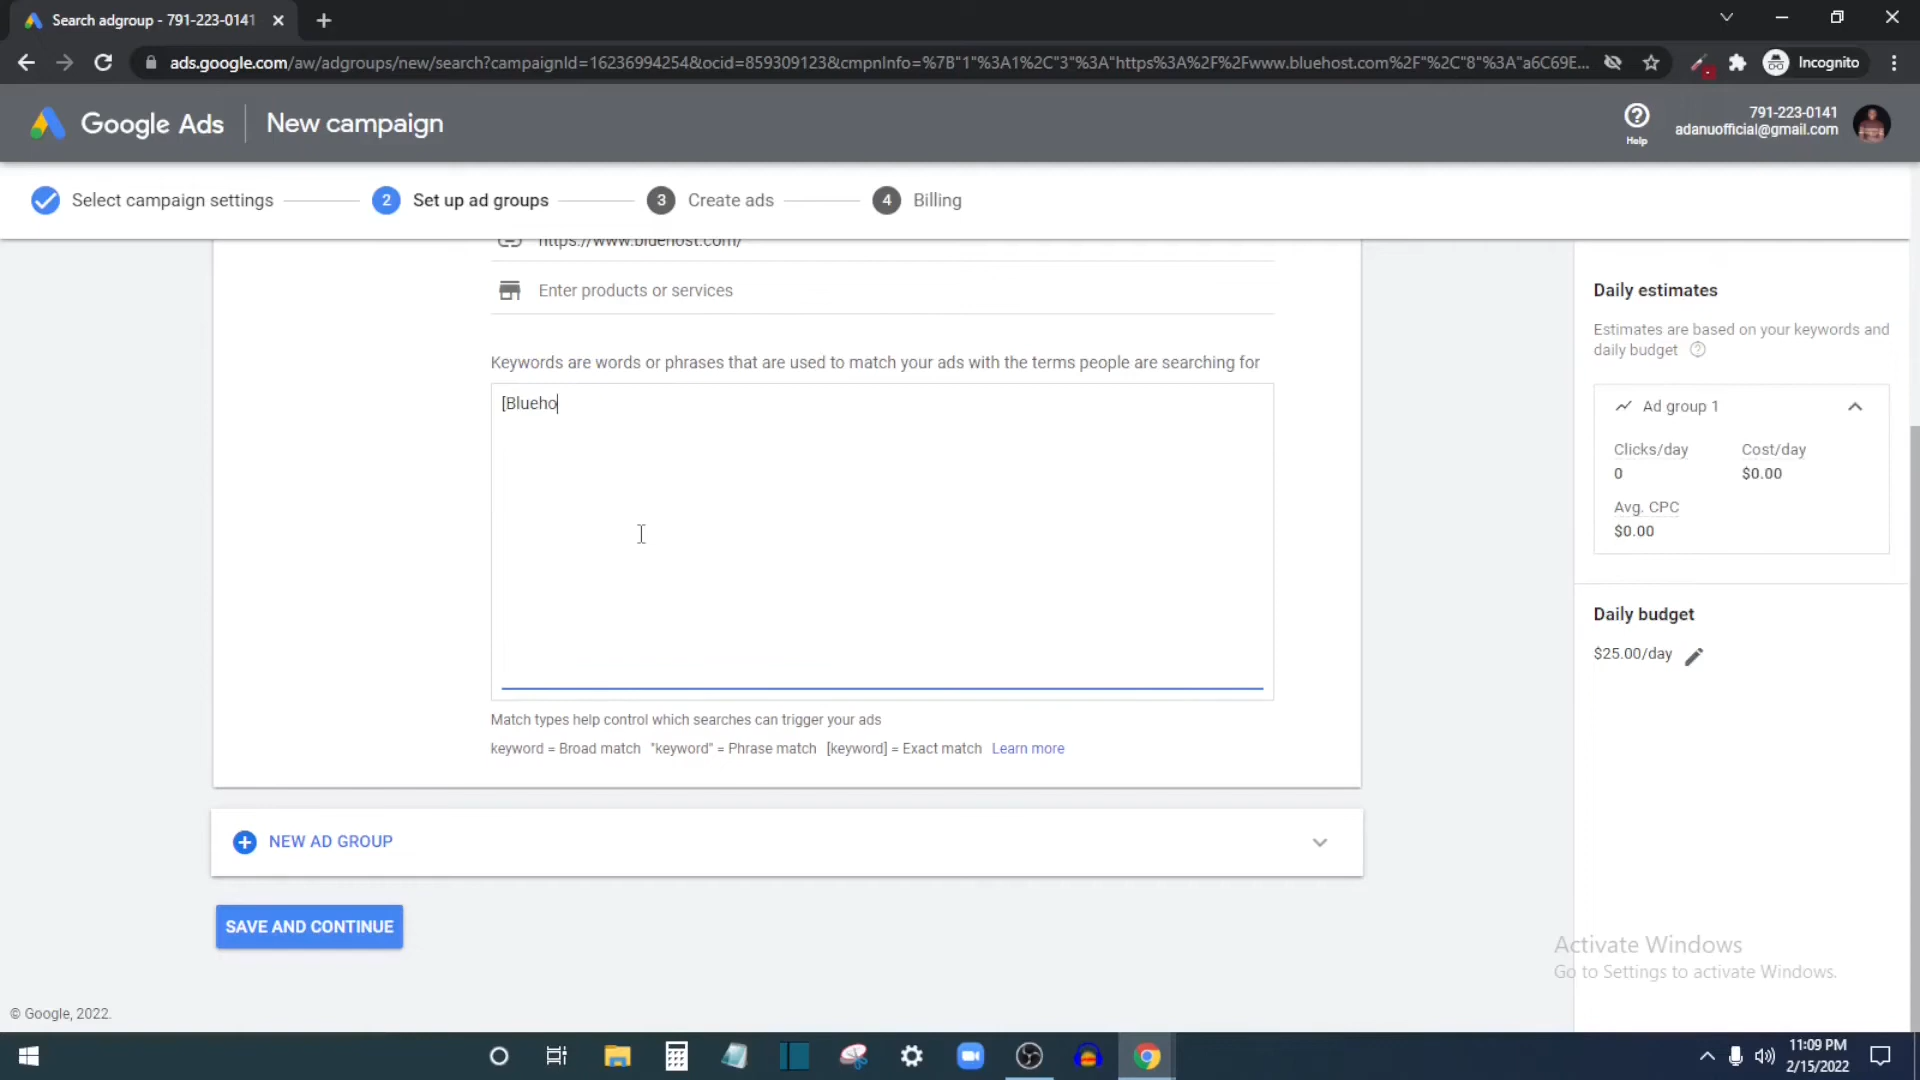 Search adgroup - 791-223-0141
ads.google.com/aw/adgroups/new/search?campaignId=16236994254&ocid=859309123&cmpnInfo=%7B"1"%3A1%2C"3"%3A"https%3A%2F%2Fwww.bluehost.com%2F"%2C"8"%3A"a6C69E...
Incognito
Google Ads
New campaign
Help
791-223-0141
adanuofficial@gmail.com
Select campaign settings
2 Set up ad groups
3 Create ads
4 Billing
https://www.bluehost.com/
Enter products or services
Keywords are words or phrases that are used to match your ads with the terms people are searching for
[Blueho
Match types help control which searches can trigger your ads
keyword = Broad match "keyword" = Phrase match [keyword] = Exact match Learn more
NEW AD GROUP
SAVE AND CONTINUE
© Google, 2022.
Daily estimates
Estimates are based on your keywords and
daily budget
Ad group 1
Clicks/day Cost/day
0 $0.00
Avg. CPC
$0.00
Daily budget
$25.00/day
Activate Windows
Go to Settings to activate Windows.
11:09 PM
2/15/2022